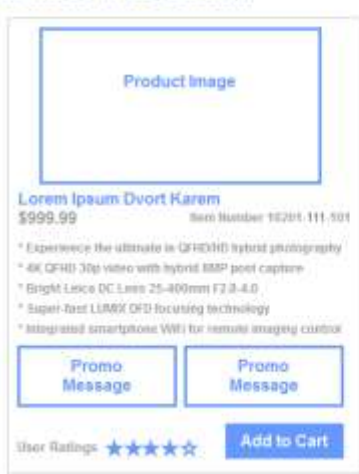 Product Image
Lorem Ipsum Dvort Karem
$999.99 Item Number 10201-111-101
* Experience the ultimate in QFHD/HD hybrid photography
* 4K QFHD 30p video with hybrid 8MP post capture
* Bright Leica DC Lens 25-400mm F2.8-4.0
* Super-fast LUMIX DFD focusing technology
* Integrated smartphone WiFi for remote imaging control
Promo Message
Promo Message
User Ratings
Add to Cart